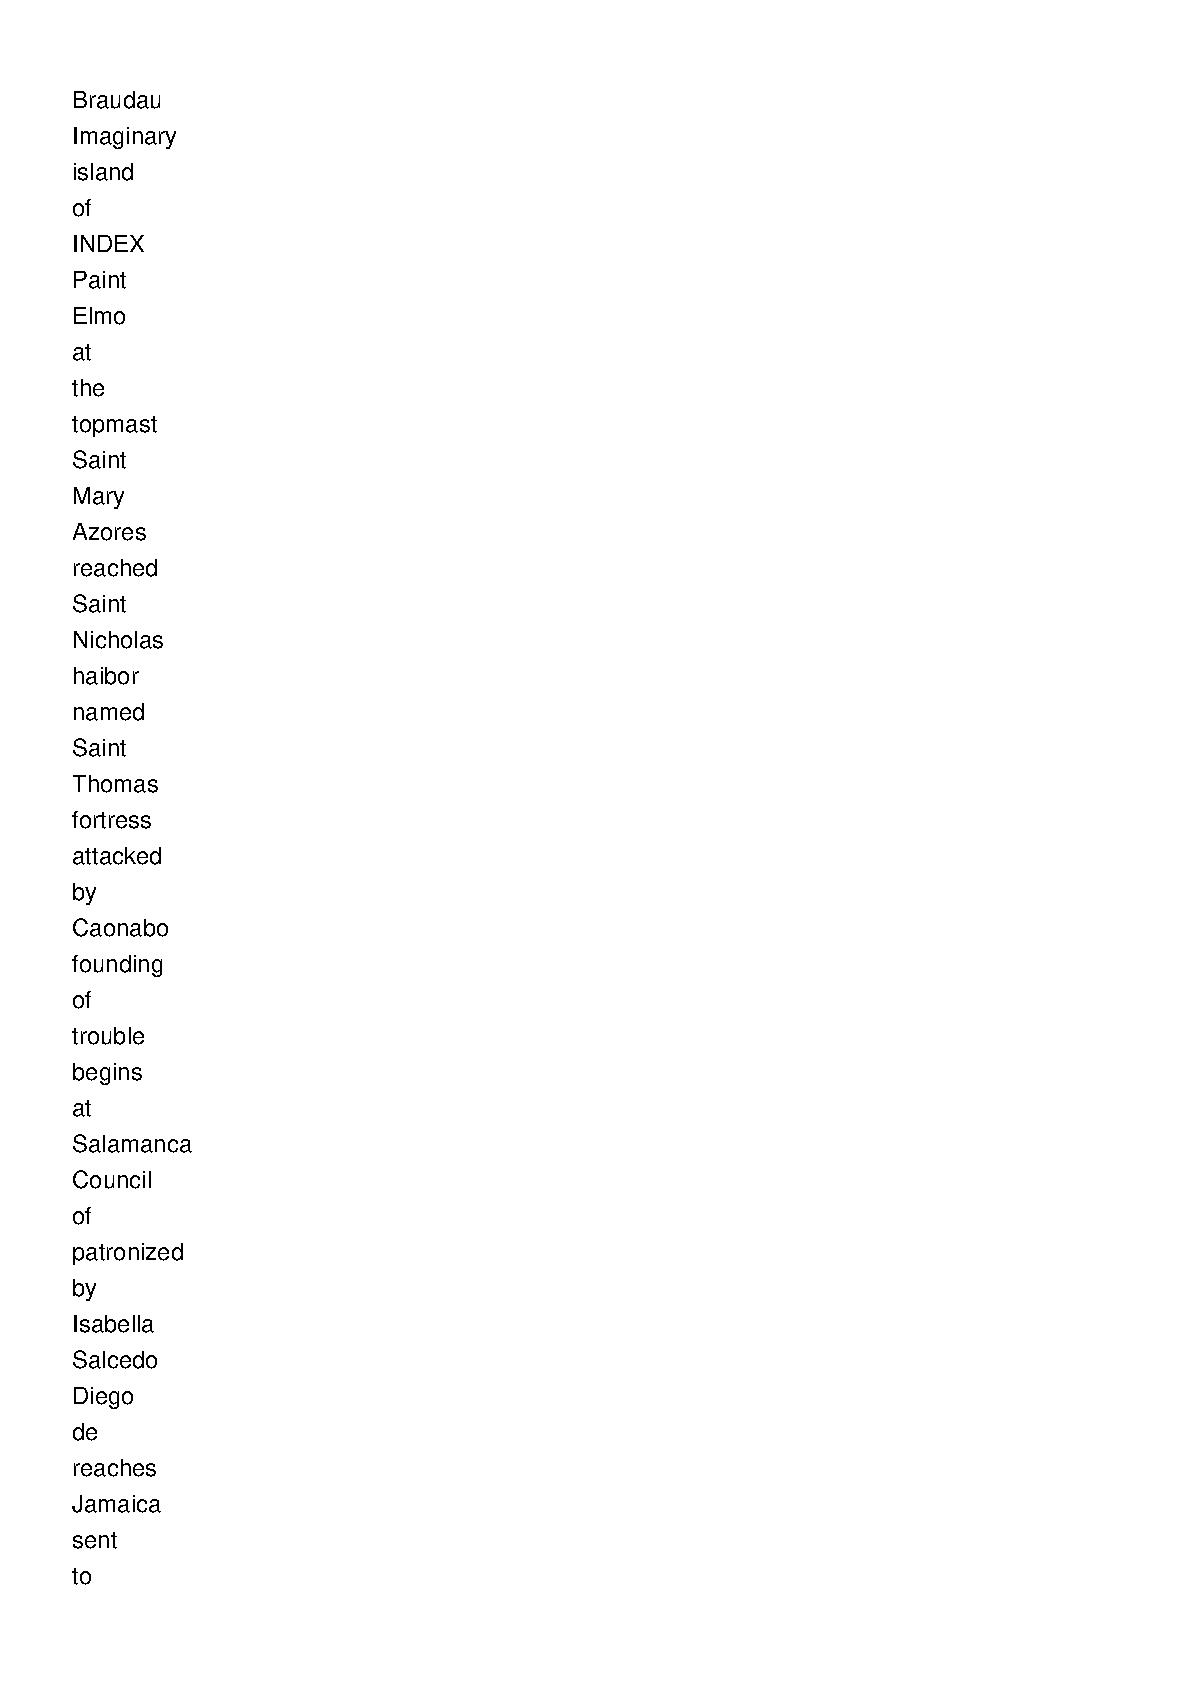 Braudau
Imaginary
island
of
INDEX
Paint
Elmo
at
the
topmast
Saint
Mary
Azores
reached
Saint
Nicholas
haibor
named
Saint
Thomas
fortress
attacked
by
Caonabo
founding
of
trouble
begins
at
Salamanca
Council
of
patronized
by
Isabella
Salcedo
Diego
de
reaches
Jamaica
sent
to